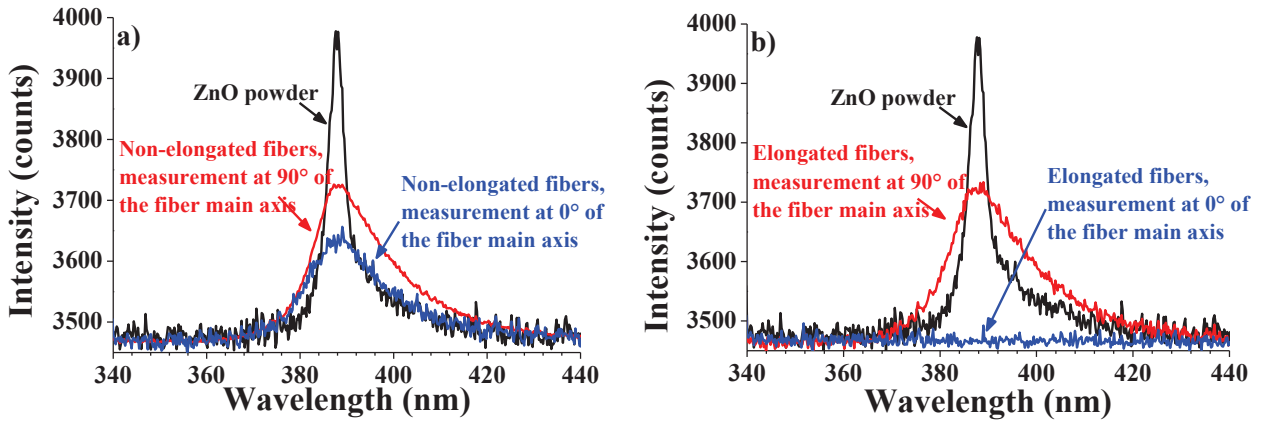 a)
4000
3900
3800
3700
3600
3500
340
360
380
400
420
440
Intensity (counts)
Wavelength (nm)
ZnO powder
Non-elongated fibers,
measurement at 90° of
the fiber main axis
Non-elongated fibers,
measurement at 0° of
the fiber main axis
b)
4000
3900
3800
3700
3600
3500
340
360
380
400
420
440
Intensity (counts)
Wavelength (nm)
ZnO powder
Elongated fibers,
measurement at 90° of
the fiber main axis
Elongated fibers,
measurement at 0° of
the fiber main axis